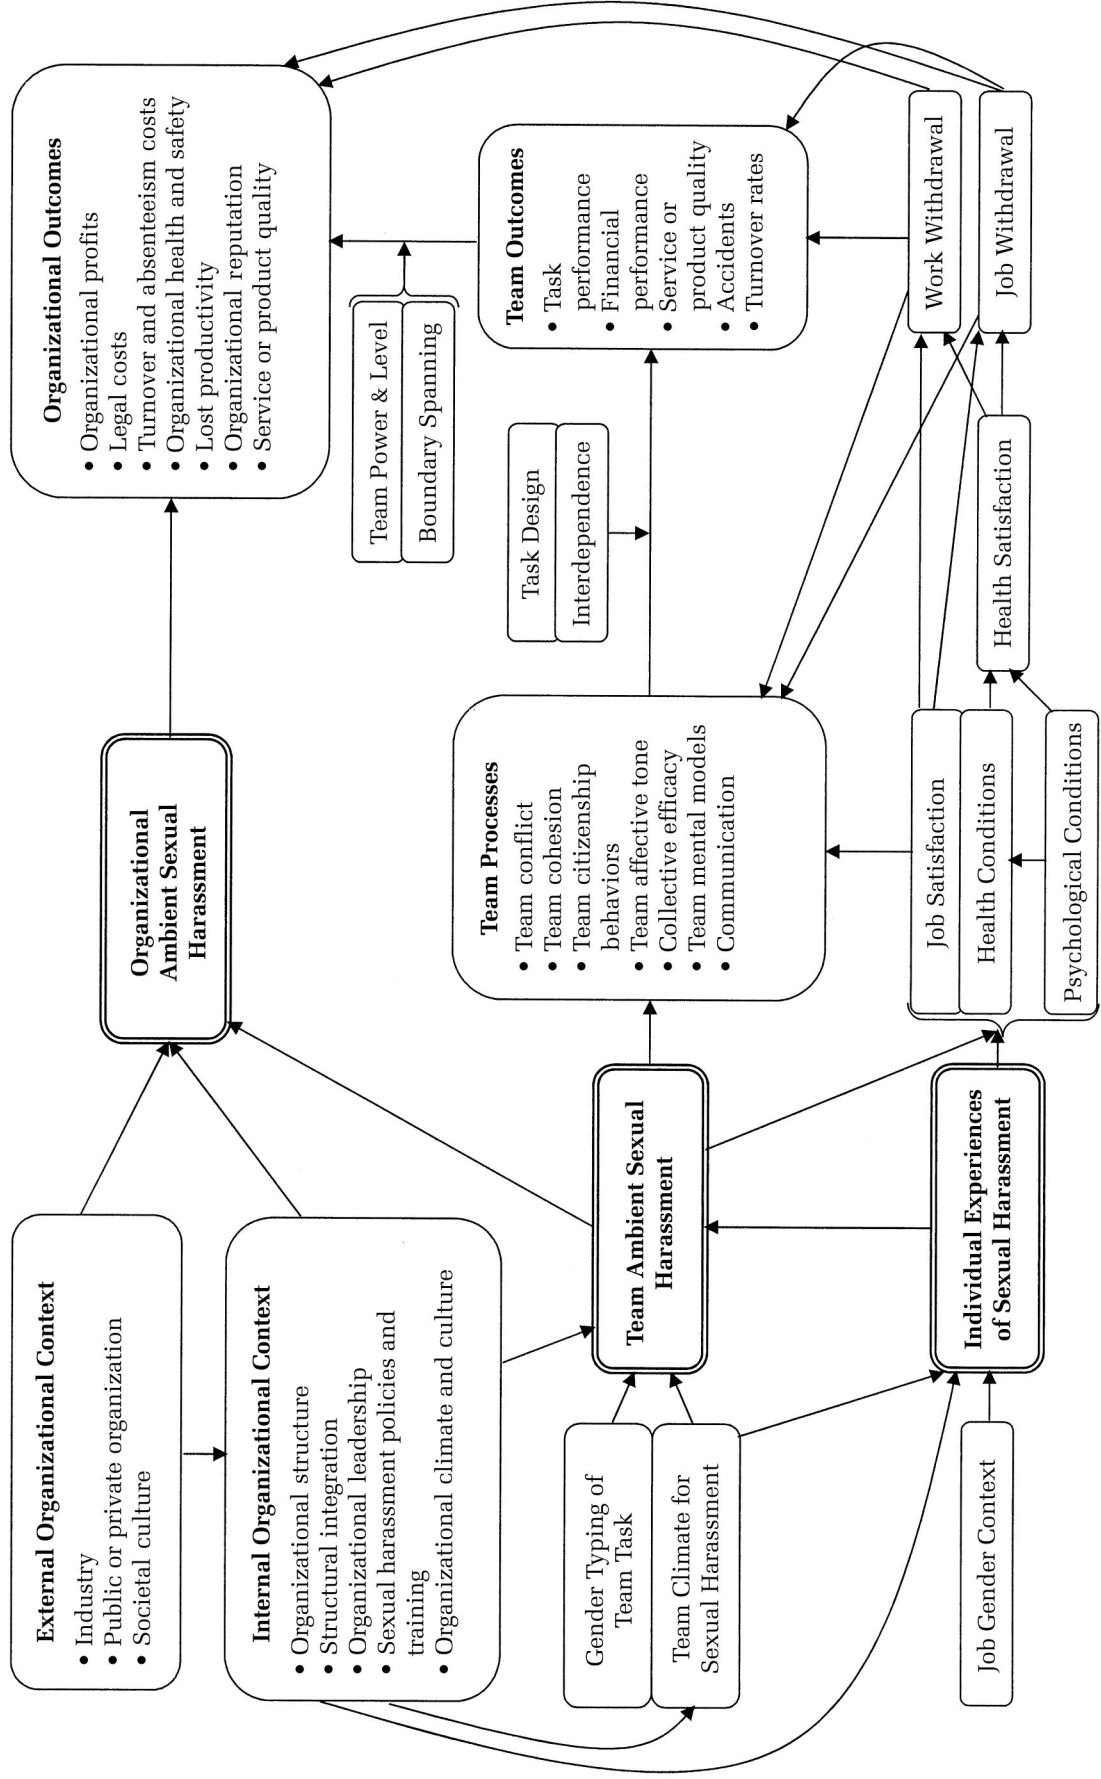 External Organizational Context
• Industry
• Public or private organization
• Societal culture
Internal Organizational Context
• Organizational structure
• Structural integration
• Organizational leadership
• Sexual harassment policies and
training
• Organizational climate and culture
Gender Typing of
Team Task
Team Climate for
Sexual Harassment
Job Gender Context
Organizational
Ambient Sexual
Harassment
Team Ambient Sexual
Harassment
Individual Experiences
of Sexual Harassment
Team Processes
• Team conflict
• Team cohesion
• Team citizenship
behaviors
• Team affective tone
• Collective efficacy
• Team mental models
• Communication
Job Satisfaction
Health Conditions
Psychological Conditions
Health Satisfaction
Task Design
Interdependence
Team Power & Level
Boundary Spanning
Organizational Outcomes
• Organizational profits
• Legal costs
• Turnover and absenteeism costs
• Organizational health and safety
• Lost productivity
• Organizational reputation
• Service or product quality
Team Outcomes
• Task
performance
• Financial
performance
• Service or
product quality
• Accidents
• Turnover rates
Work Withdrawal
Job Withdrawal